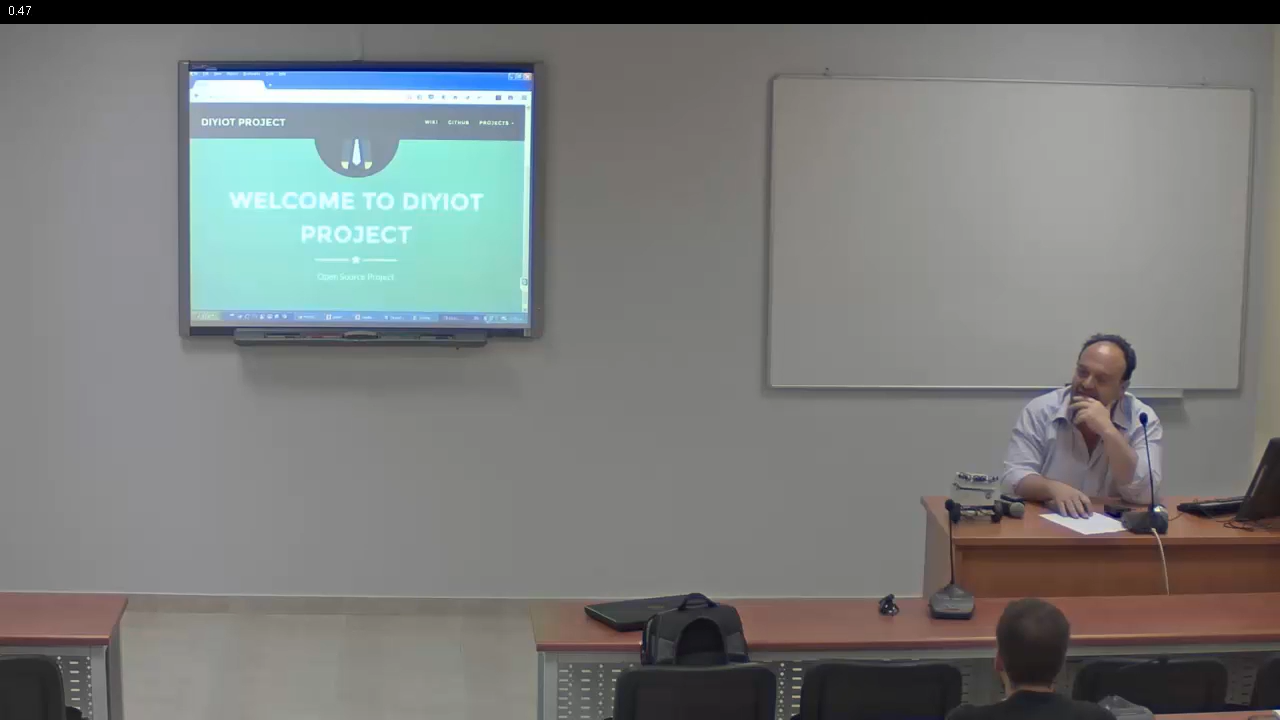 0.47
DIYIOT PROJECT
WIKI GITHUB PROJECTS
WELCOME TO DIYIOT
PROJECT
Open Source Project